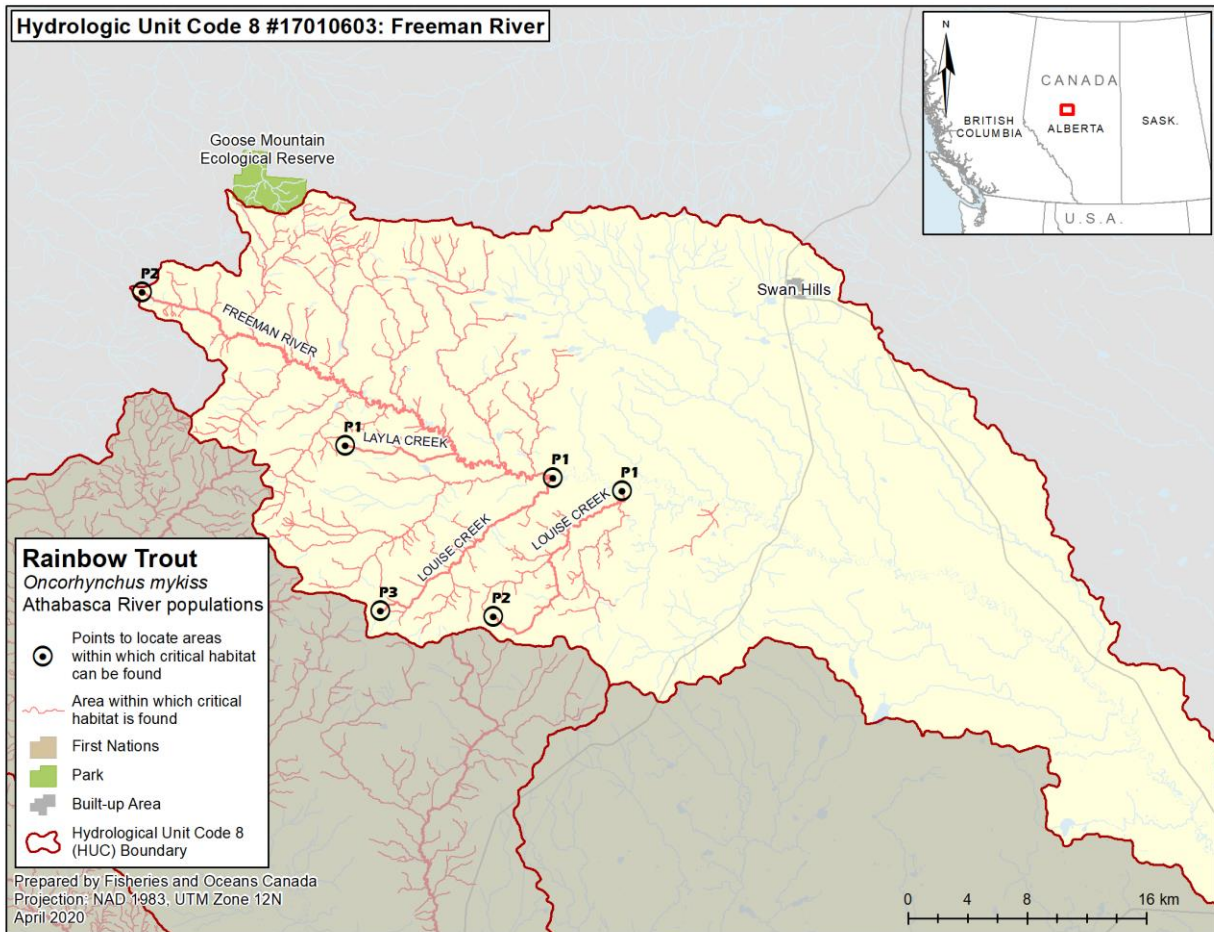 Hydrologic Unit Code 8 #17010603: Freeman River
N
CANADA
BRITISH
COLUMBIA
ALBERTA
SASK.
U.S.A.
Goose Mountain
Ecological Reserve
P2
FREEMAN RIVER
Swan Hills
P1
LAYLA CREEK
P1
P1
LOUISE CREEK
LOUISE CREEK
P3
P2
Rainbow Trout
Oncorhynchus mykiss
Athabasca River populations
Points to locate areas
within which critical habitat
can be found
Area within which critical
habitat is found
First Nations
Park
Built-up Area
Hydrological Unit Code 8
(HUC) Boundary
Prepared by Fisheries and Oceans Canada
Projection: NAD 1983, UTM Zone 12N
April 2020
0 4 8 16 km